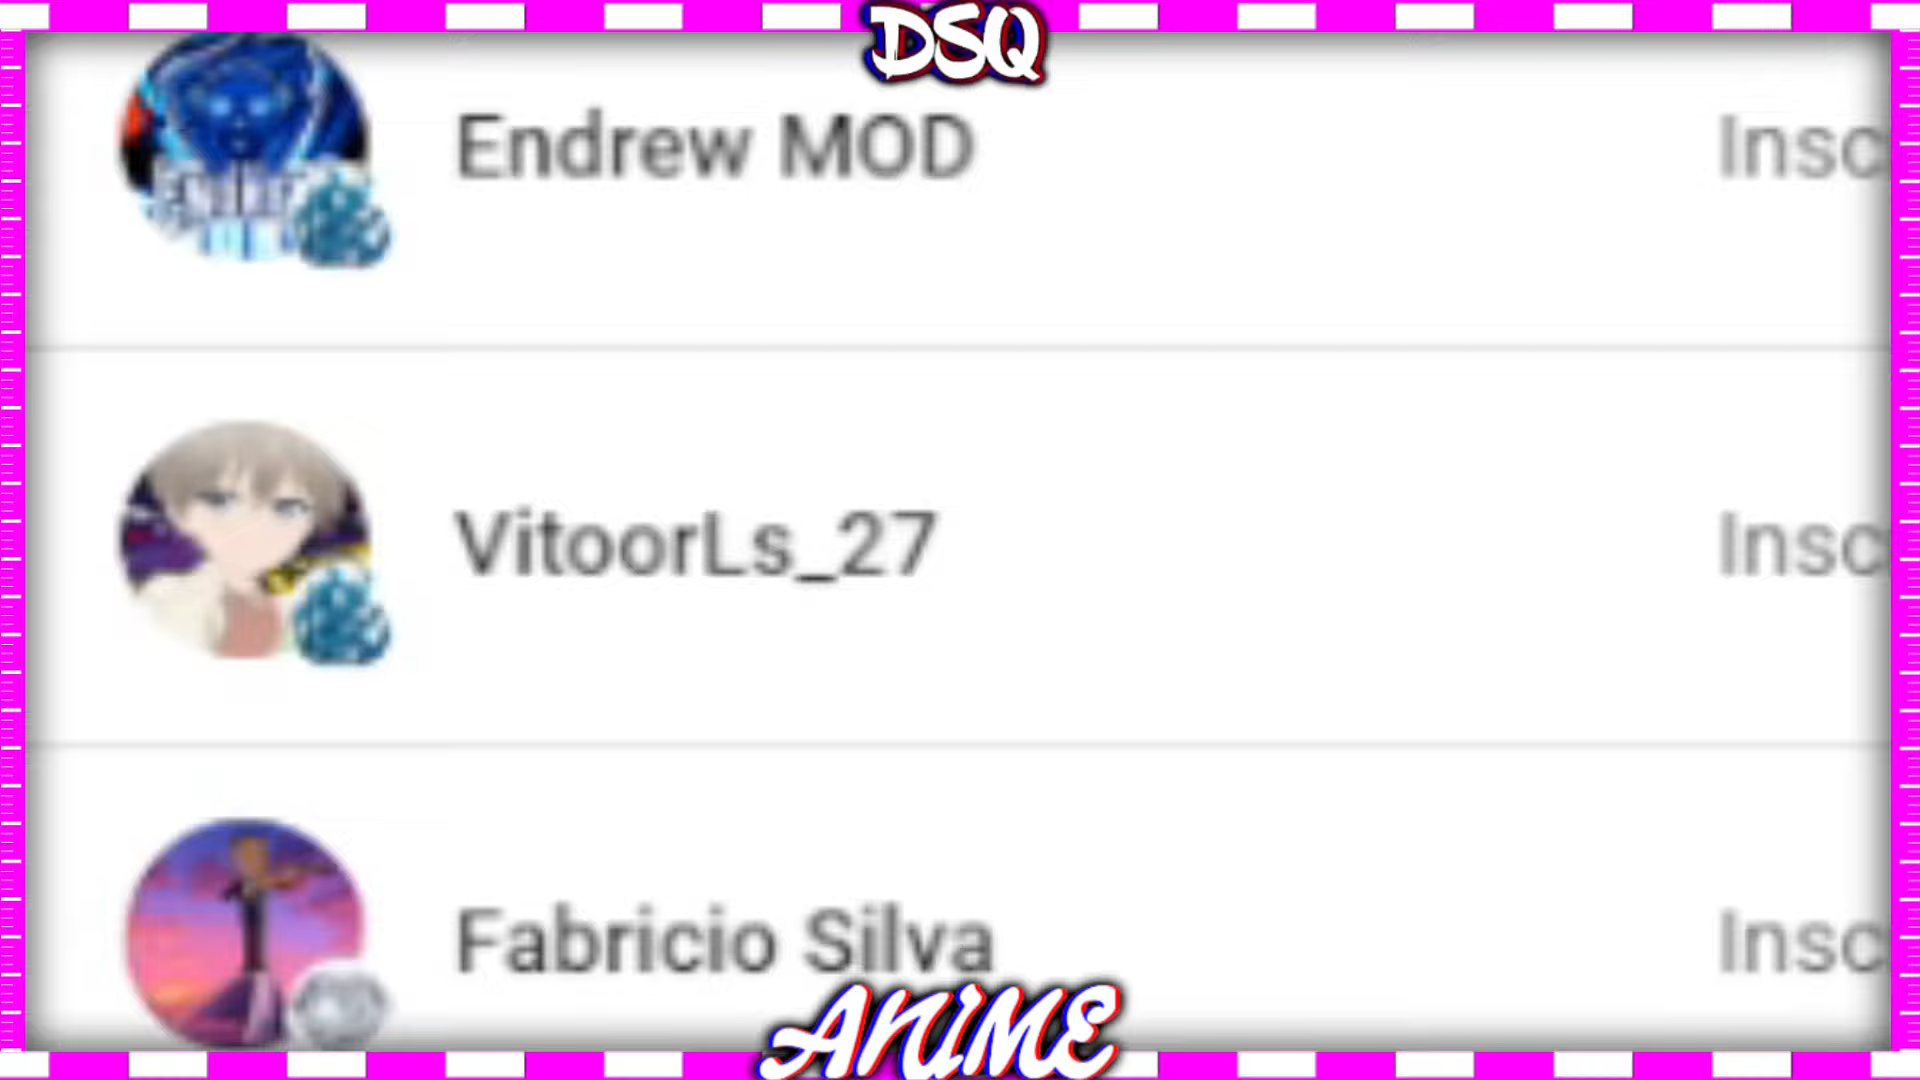 DSQ
Endrew MOD
Insc
VitoorLs_27
Insc
Fabricio Silva
Insc
ANIME